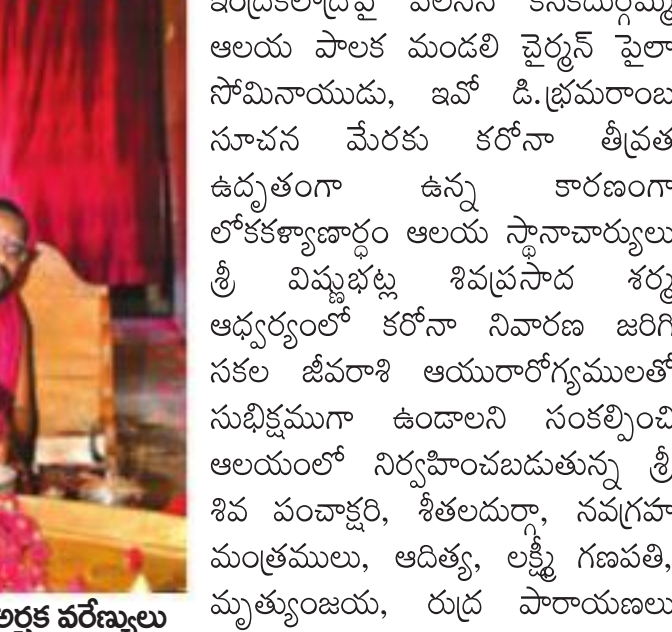 ఇంద్రకీలాద్రిపై వెలసిన కనకదుర్గమ్మ
ఆలయ పాలక మండలి చైర్మన్ పైలా
సోమినాయుడు, ఇవో డి.భ్రమరాంబ
సూచన మేరకు కరోనా తీవ్రత
ఉదృతంగా ఉన్న కారణంగా
లోకకళ్యాణార్థం ఆలయ స్థానాచార్యులు
శ్రీ విష్ణుభట్ల శివప్రసాద శర్మ
ఆధ్వర్యంలో కరోనా నివారణ జరిగి
సకల జీవరాశి ఆయురారోగ్యములతో
సుభిక్షముగా ఉండాలని సంకల్పించి
ఆలయంలో నిర్వహించబడుతున్న శ్రీ
శివ పంచాక్షరి, శీతలదుర్గా, నవగ్రహ
మంత్రములు, ఆదిత్య, లక్ష్మీ గణపతి,
మృత్యుంజయ, రుద్ర పారాయణలు
అర్చక వరేణ్యులు